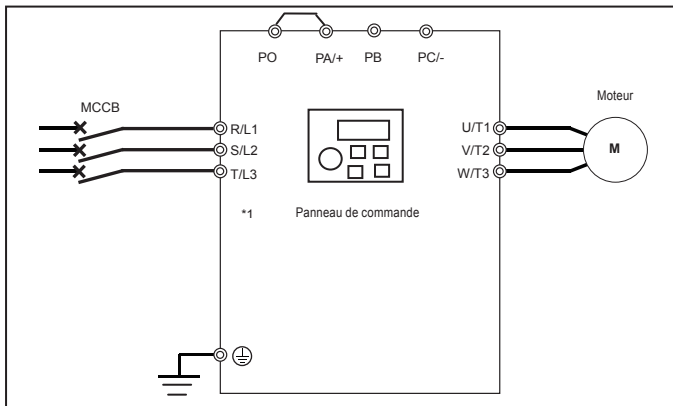 PO PA/+ PB PC/-
MCCB
Moteur
R/L1
U/T1
S/L2
V/T2
M
T/L3
W/T3
*1
Panneau de commande